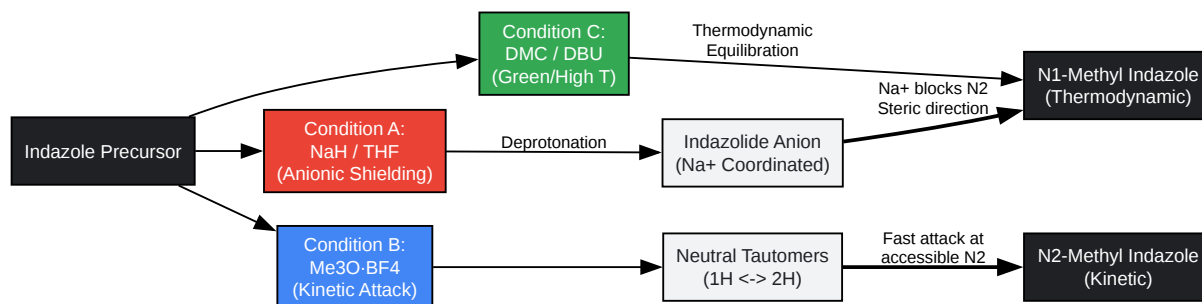 Condition C:
DMC / DBU
(Green/High T)
Thermodynamic
Equilibration
N1-Methyl Indazole
(Thermodynamic)
Na+ blocks N2
Steric direction
Indazole Precursor
Condition A:
NaH / THF
(Anionic Shielding)
Deprotonation
Indazolide Anion
(Na+ Coordinated)
Condition B:
Me3O·BF4
(Kinetic Attack)
Neutral Tautomers
(1H <-> 2H)
Fast attack at
accessible N2
N2-Methyl Indazole
(Kinetic)